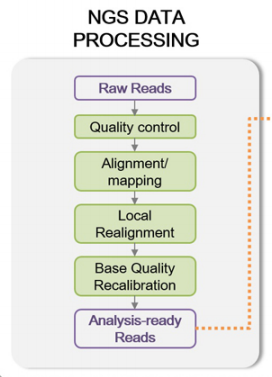 NGS DATA
PROCESSING
Raw Reads
Quality control
Alignment/
mapping
Local
Realignment
Base Quality
Recalibration
Analysis-ready
Reads